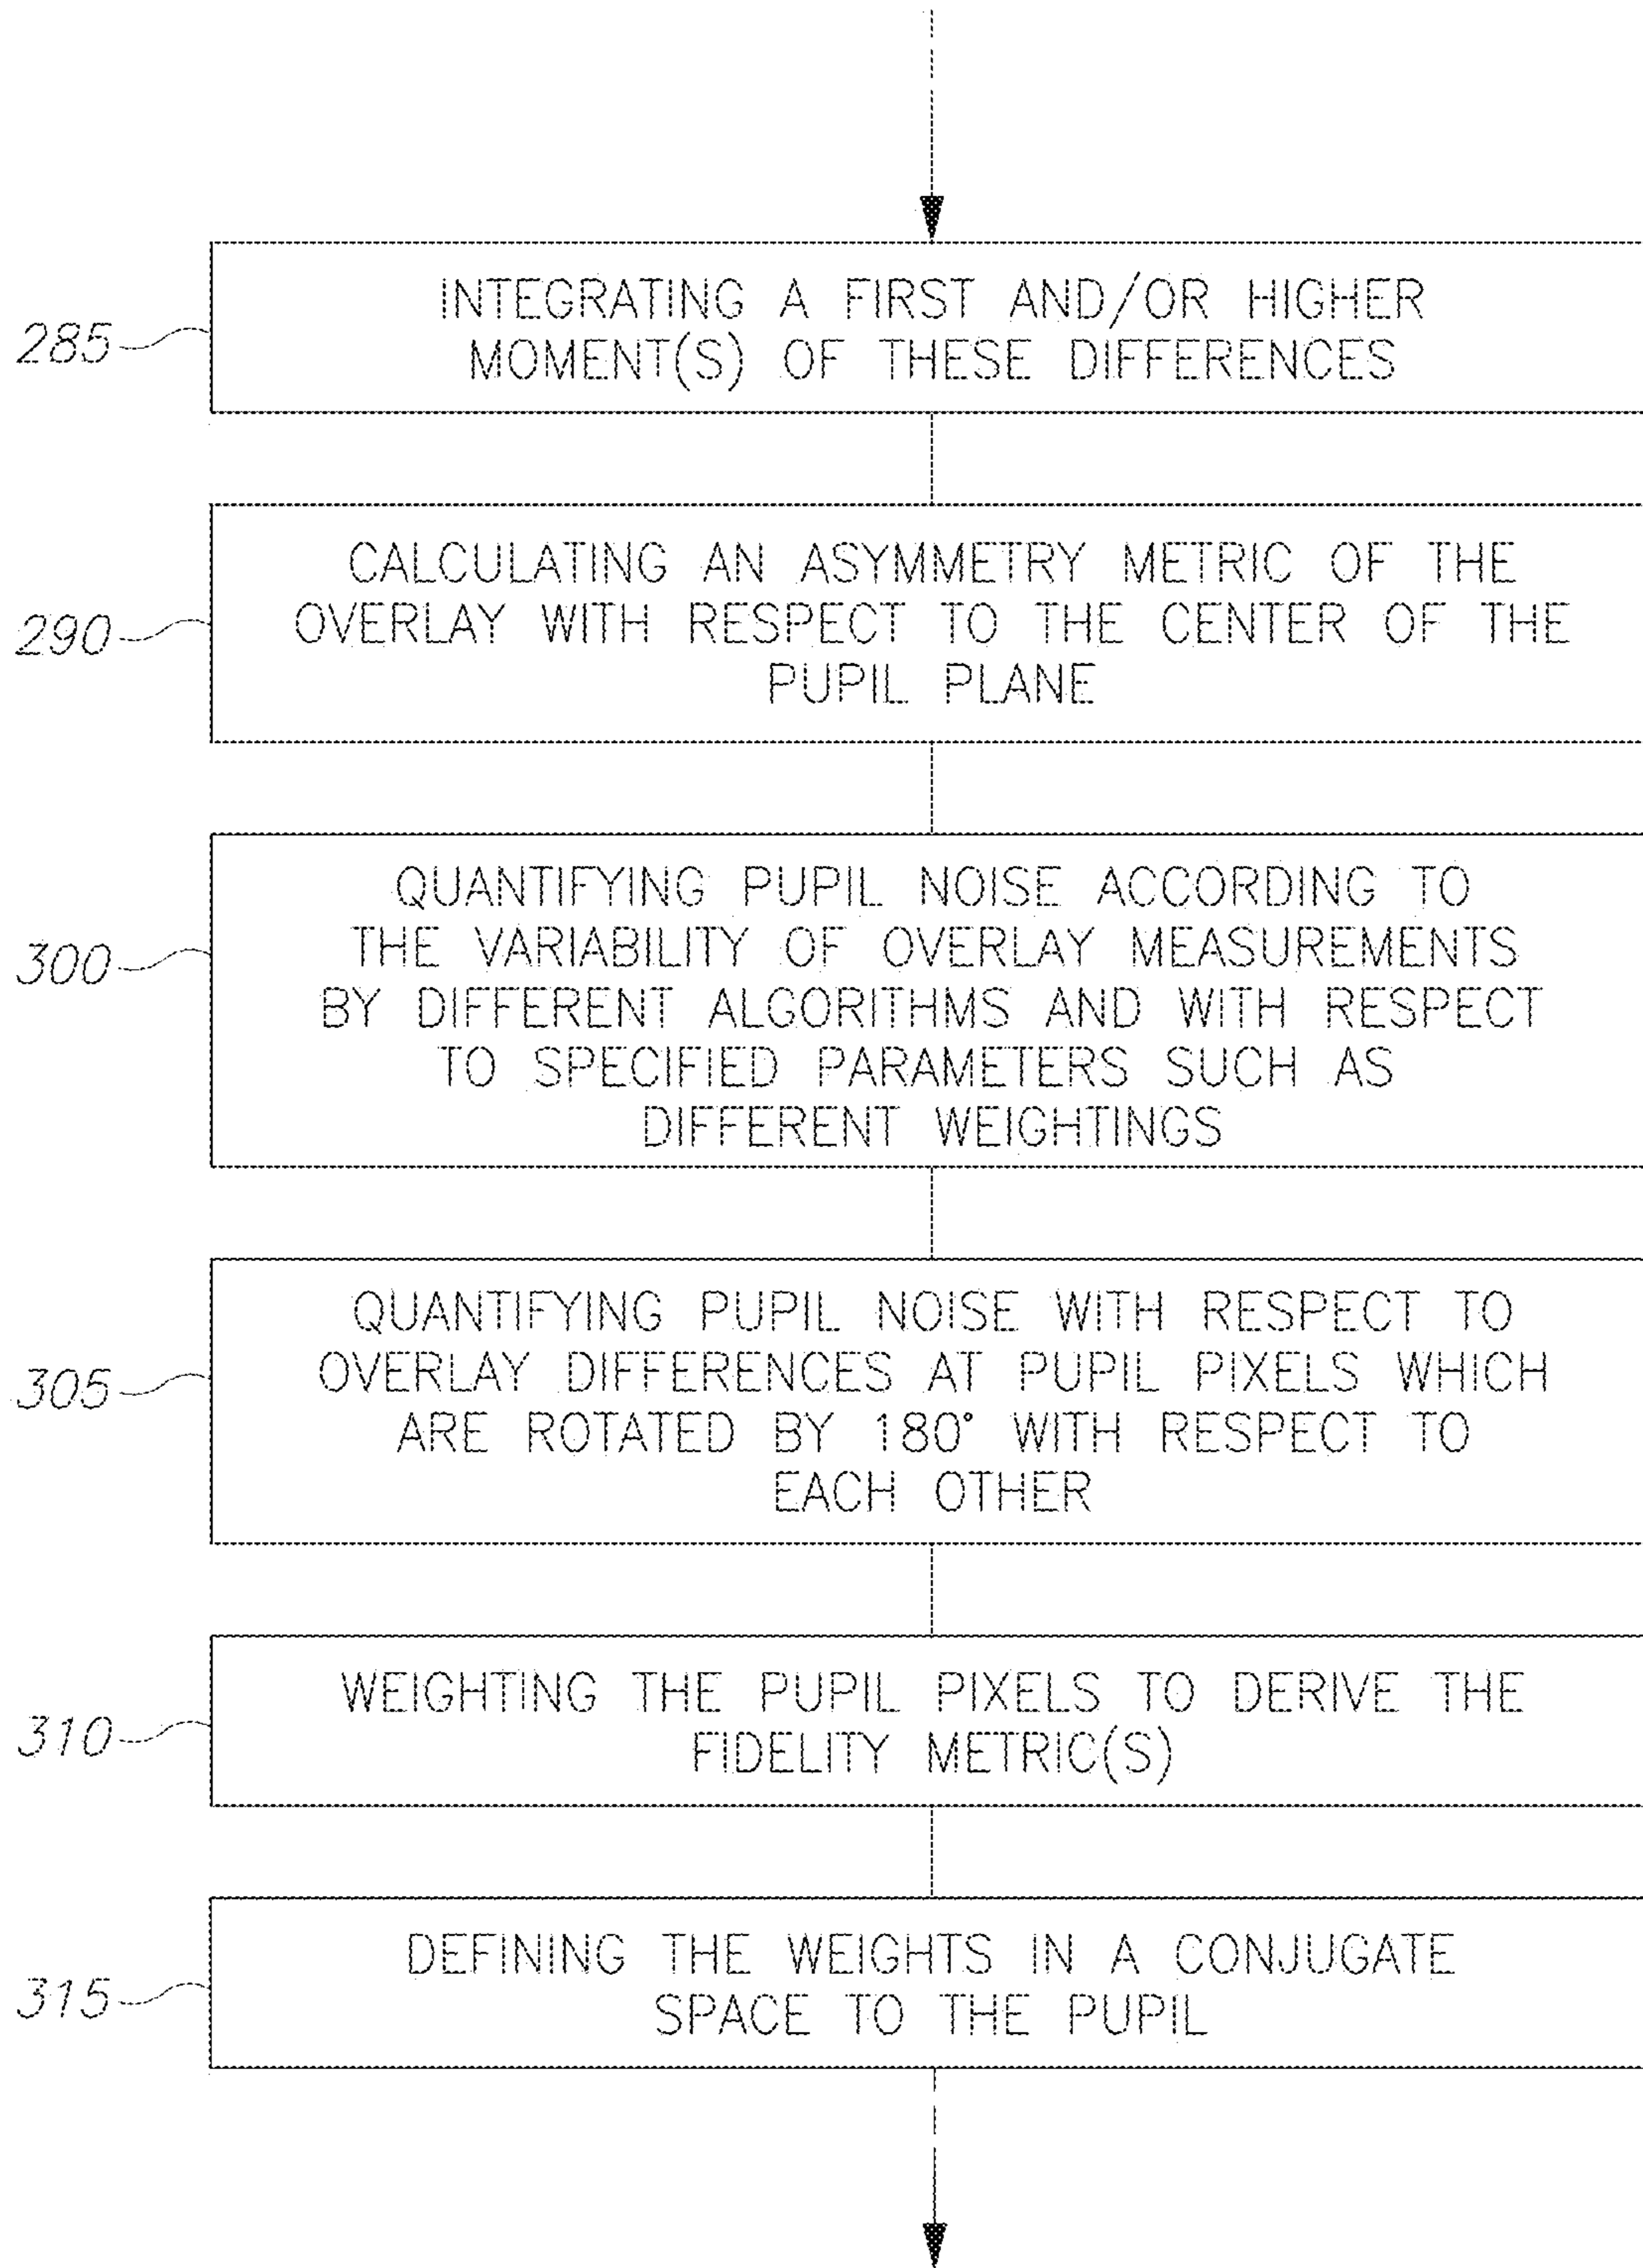 285
INTEGRATING A FIRST AND/OR HIGHER
MOMENT(S) OF THESE DIFFERENCES
290
CALCULATING AN ASYMMETRY METRIC OF THE
OVERLAY WITH RESPECT TO THE CENTER OF THE
PUPIL PLANE
300
QUANTIFYING PUPIL NOISE ACCORDING TO
THE VARIABILITY OF OVERLAY MEASUREMENTS
BY DIFFERENT ALGORITHMS AND WITH RESPECT
TO SPECIFIED PARAMETERS SUCH AS
DIFFERENT WEIGHTINGS
305
QUANTIFYING PUPIL NOISE WITH RESPECT TO
OVERLAY DIFFERENCES AT PUPIL PIXELS WHICH
ARE ROTATED BY 180° WITH RESPECT TO
EACH OTHER
310
WEIGHTING THE PUPIL PIXELS TO DERIVE THE
FIDELITY METRIC(S)
315
DEFINING THE WEIGHTS IN A CONJUGATE
SPACE TO THE PUPIL